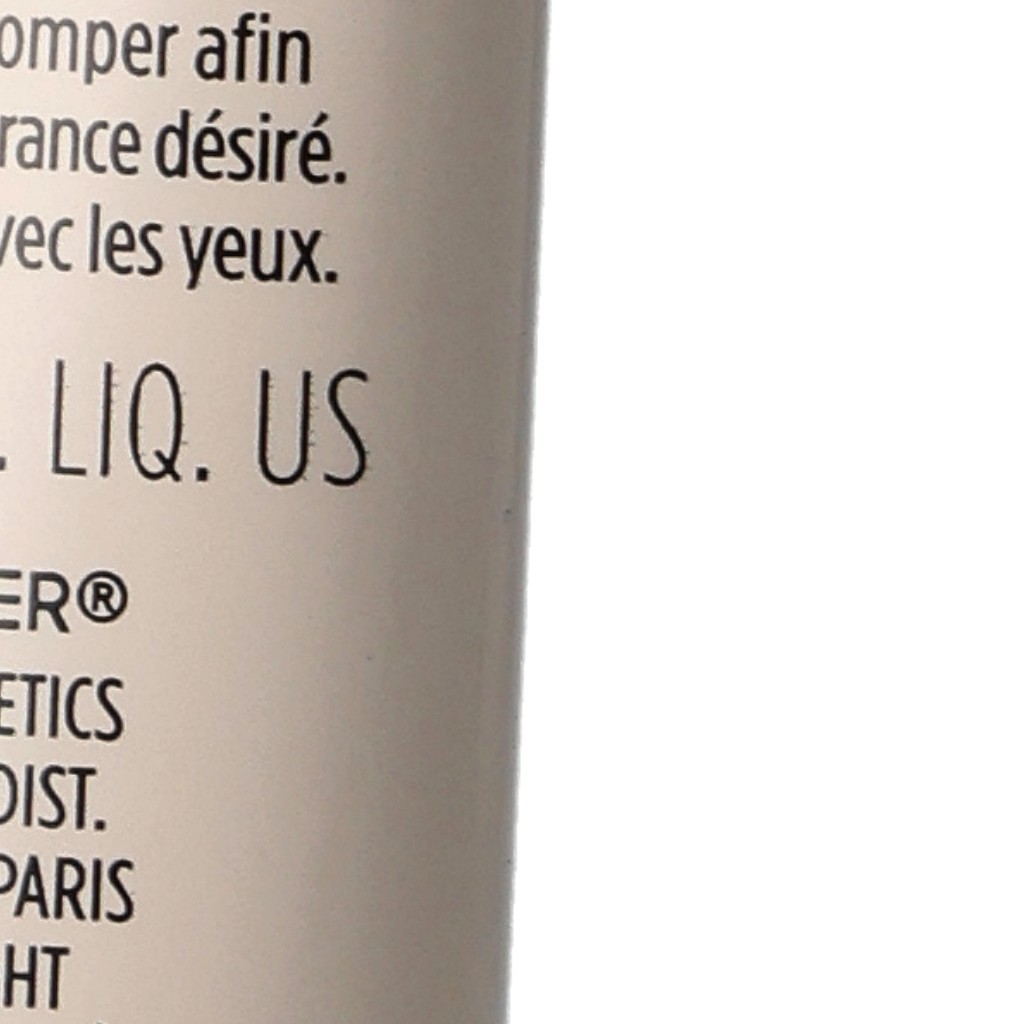 omper afin
rance désiré.
vec les yeux.
. LIQ. US
ER®
ETICS
DIST.
PARIS
HT